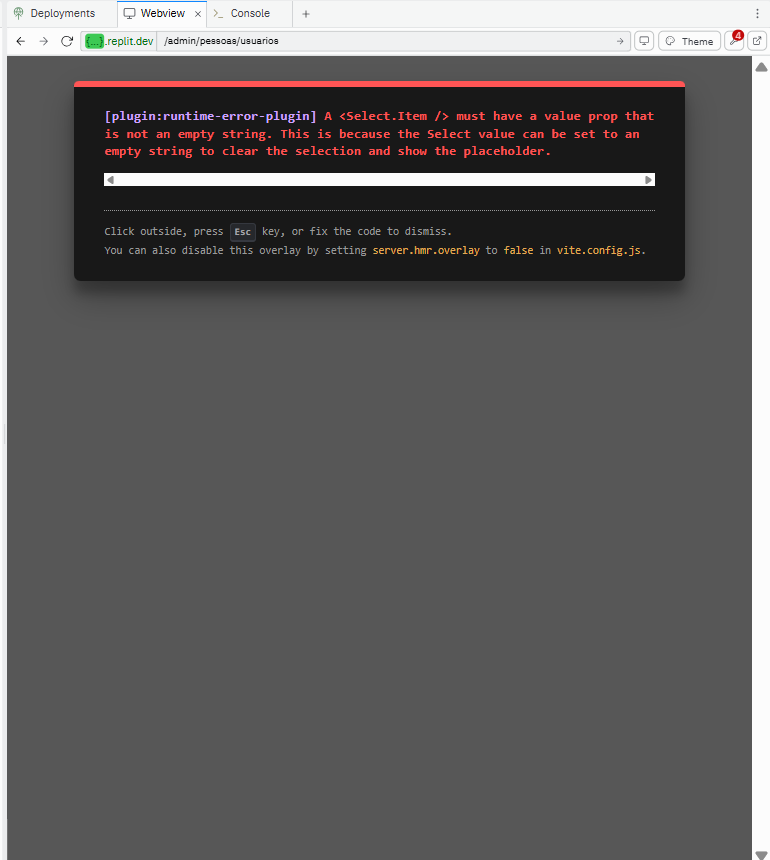 Deployments Webview × >_ Console +
{...}.replit.dev /admin/pessoas/usuarios Theme 4
[plugin:runtime-error-plugin] A <Select.Item /> must have a value prop that
is not an empty string. This is because the Select value can be set to an
empty string to clear the selection and show the placeholder.
Click outside, press Esc key, or fix the code to dismiss.
You can also disable this overlay by setting server.hmr.overlay to false in vite.config.js.